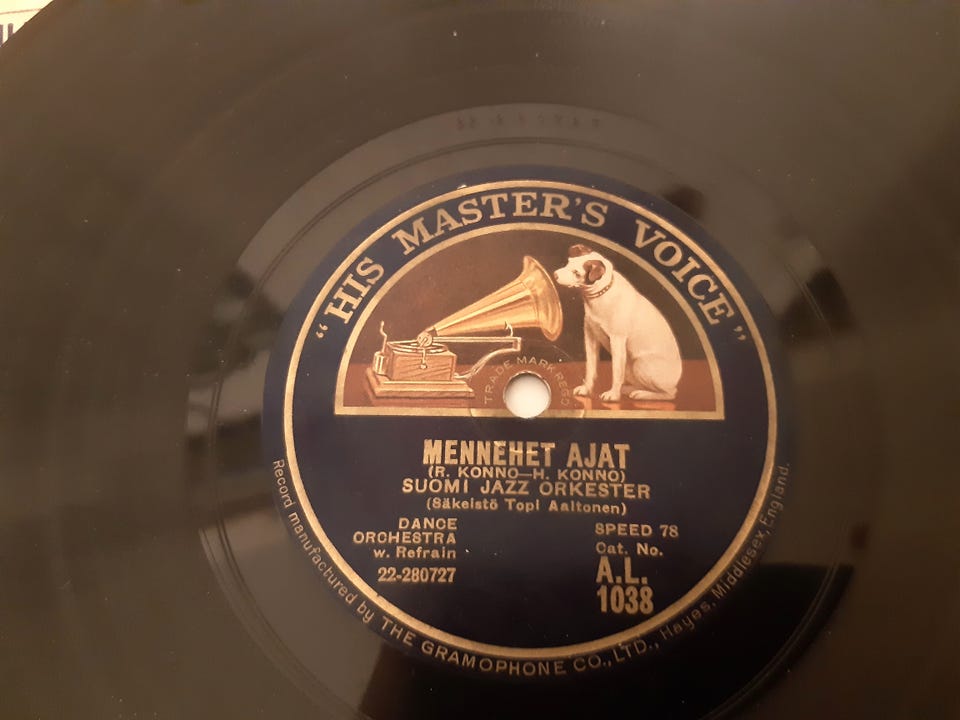 "HIS MASTER'S VOICE"
TRADE MARK REGD
MENNEHET AJAT
(R. KONNO—H. KONNO)
SUOMI JAZZ ORKESTER
(Säkeistö Topi Aaltonen)
DANCE
ORCHESTRA
w. Refrain
22-280727
SPEED 78
Cat. No.
A.L.
1038
Record manufactured by THE GRAMOPHONE CO., LTD., Hayes, Middlesex, England.